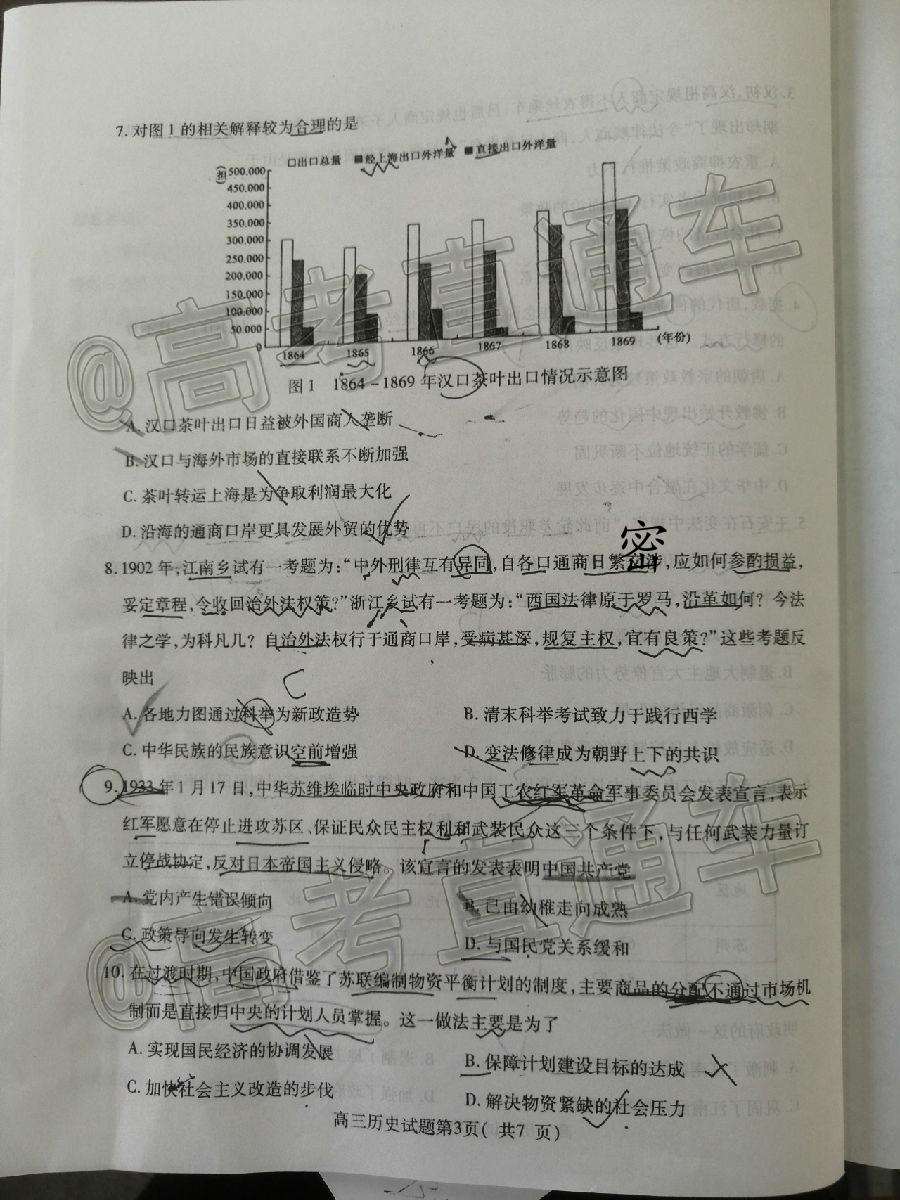 7. 对图1的相关解释较为合理的是
□出口总量 ■经上海出口外洋量 ■直接出口外洋量
(担)
500,000
450,000
400,000
350,000
300,000
250,000
200,000
150,000
100,000
50,000
0
1864 1865 1866 1867 1868 1869 (年份)
图1 1864-1869年汉口茶叶出口情况示意图
A. 汉口茶叶出口日益被外国商人垄断
B. 汉口与海外市场的直接联系不断加强
C. 茶叶转运上海是为争取利润最大化
D. 沿海的通商口岸更具发展外贸的优势
密
8. 1902年,江南乡试有一考题为:“中外刑律互有异同,自各口通商日繁交涉,应如何参酌损益,
妥定章程,令收回治外法权策?”浙江乡试有一考题为:“西国法律原于罗马,沿革如何?今法
律之学,为科凡几?自治外法权行于通商口岸,受病甚深,规复主权,宜有良策?”这些考题反
映出
C
A. 各地力图通过科举为新政造势 B. 清末科举考试致力于践行西学
C. 中华民族的民族意识空前增强 D. 变法修律成为朝野上下的共识
9. 1933年1月17日,中华苏维埃临时中央政府和中国工农红军革命军事委员会发表宣言,表示
红军愿意在停止进攻苏区、保证民众民主权利和武装民众这三个条件下,与任何武装力量订
立停战协定,反对日本帝国主义侵略。该宣言的发表表明中国共产党
A. 党内产生错误倾向 B. 已由幼稚走向成熟
C. 政策导向发生转变 D. 与国民党关系缓和
10. 在过渡时期,中国政府借鉴了苏联编制物资平衡计划的制度,主要商品的分配不通过市场机
制而是直接归中央的计划人员掌握。这一做法主要是为了
A. 实现国民经济的协调发展 B. 保障计划建设目标的达成
C. 加快社会主义改造的步伐 D. 解决物资紧缺的社会压力
高三历史试题第3页(共7页)
@高考直通车
@高考直通车